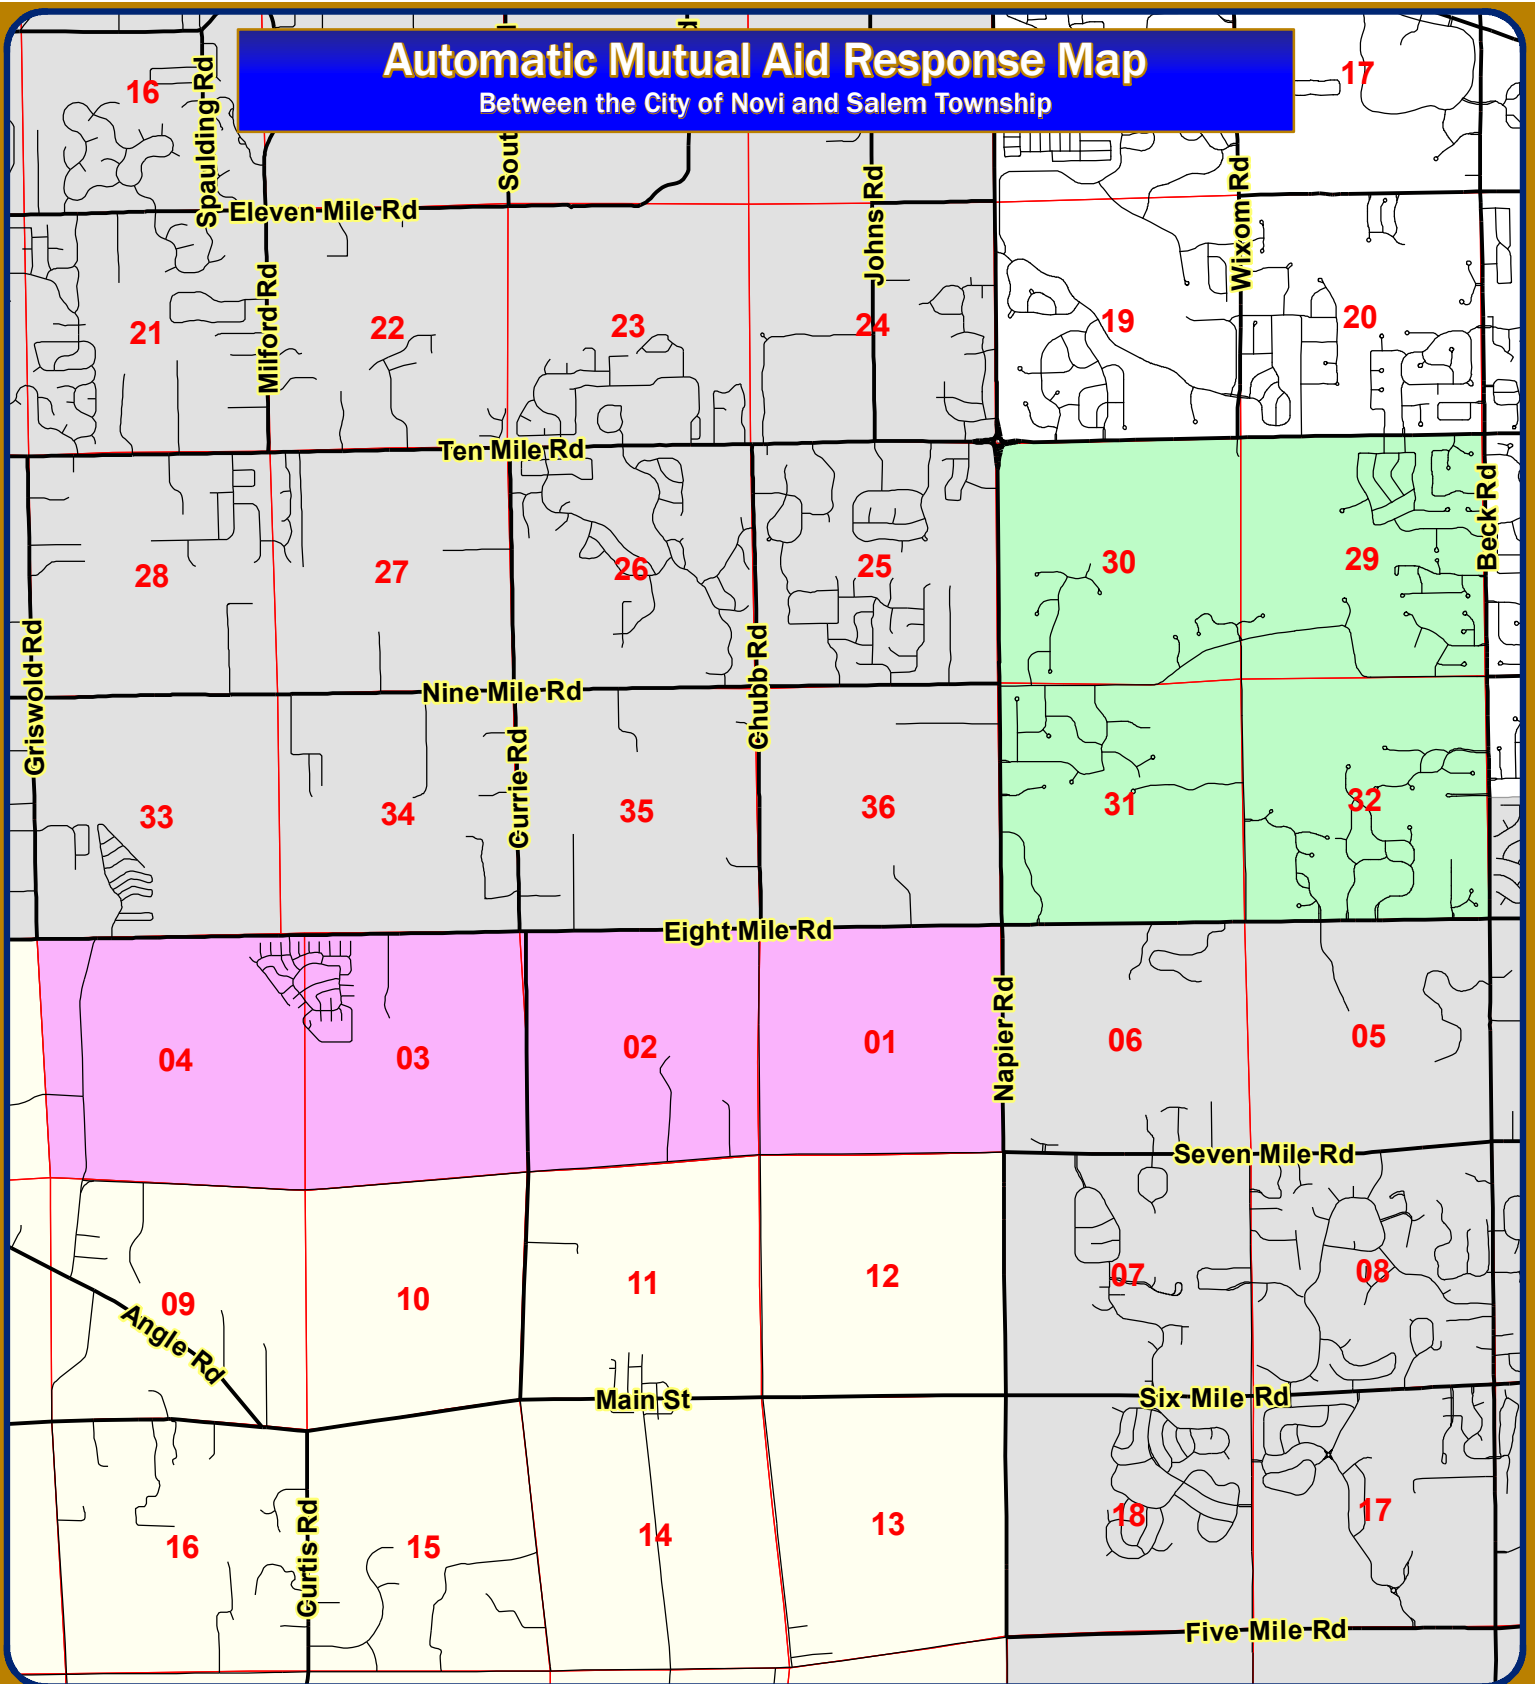 Automatic Mutual Aid Response Map
Between the City of Novi and Salem Township
16
17
Spaulding Rd
Sout
Johns Rd
Wixom Rd
Eleven Mile Rd
Milford Rd
21
22
23
24
19
20
Ten Mile Rd
Beck Rd
28
27
26
25
30
29
Griswold Rd
Nine Mile Rd
Chubb Rd
Currie Rd
33
34
35
36
31
32
Eight Mile Rd
Napier Rd
04
03
02
01
06
05
Seven Mile Rd
09
10
11
12
07
08
Angle Rd
Main St
Six Mile Rd
Curtis Rd
16
15
14
13
18
17
Five Mile Rd